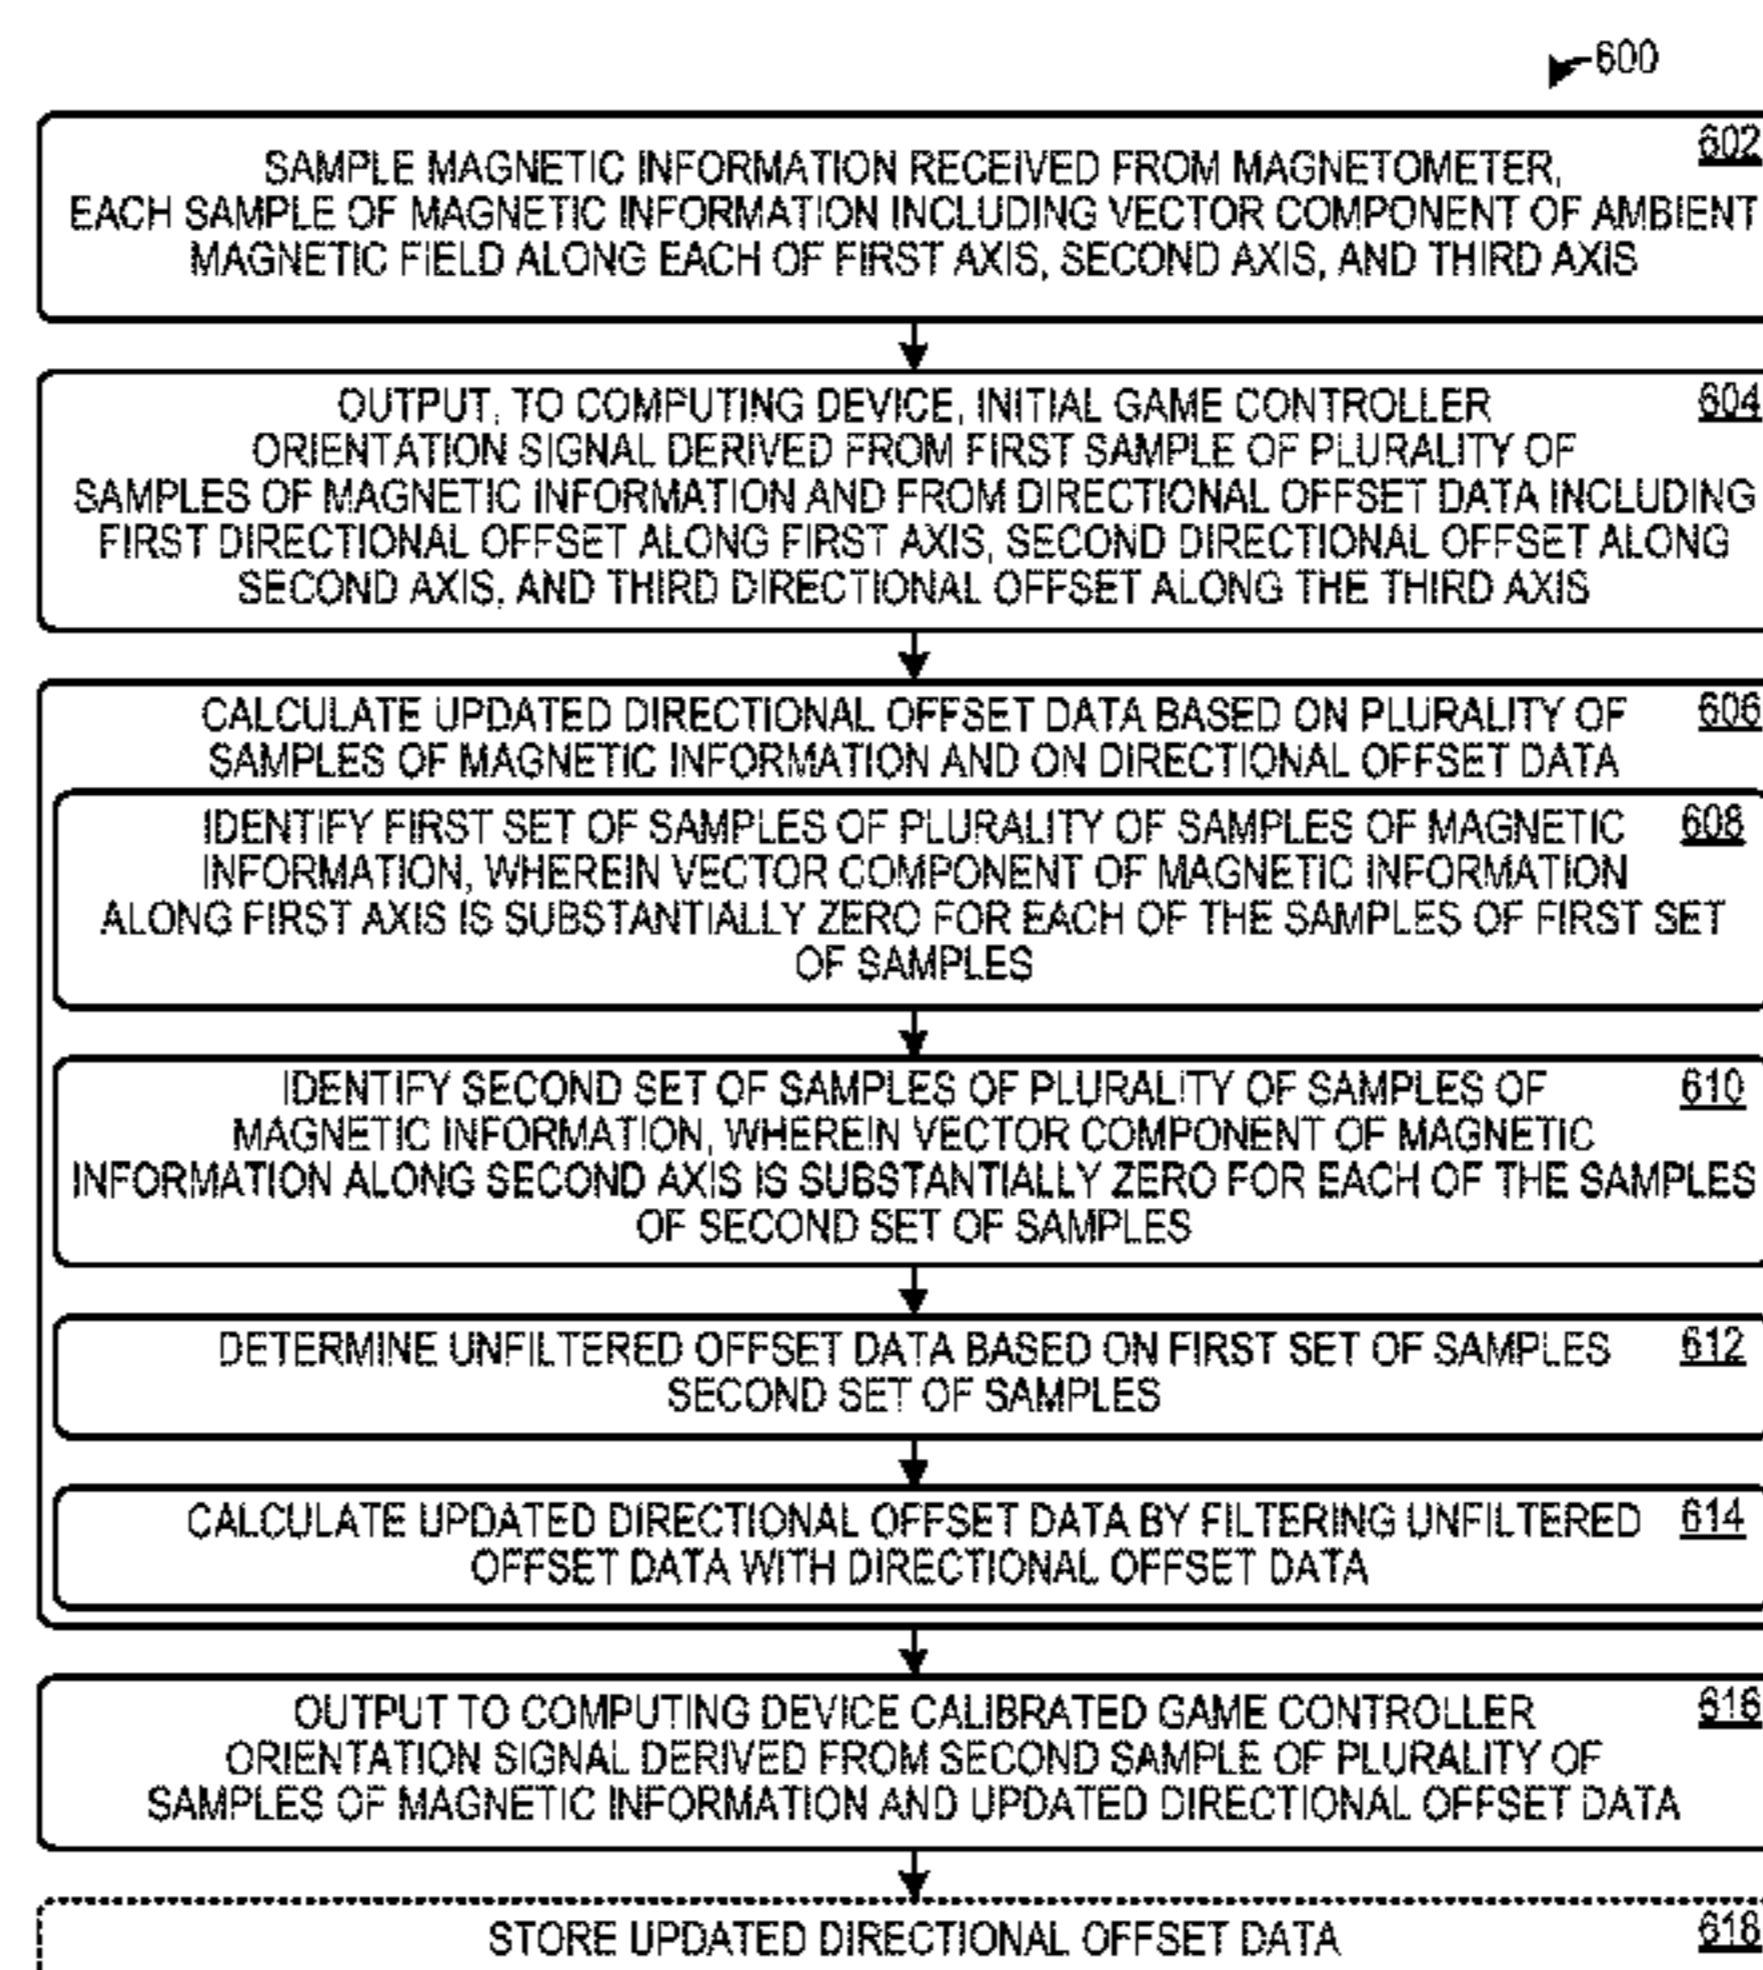 600
602
SAMPLE MAGNETIC INFORMATION RECEIVED FROM MAGNETOMETER,
EACH SAMPLE OF MAGNETIC INFORMATION INCLUDING VECTOR COMPONENT OF AMBIENT
MAGNETIC FIELD ALONG EACH OF FIRST AXIS, SECOND AXIS, AND THIRD AXIS
OUTPUT, TO COMPUTING DEVICE, INITIAL GAME CONTROLLER 604
ORIENTATION SIGNAL DERIVED FROM FIRST SAMPLE OF PLURALITY OF
SAMPLES OF MAGNETIC INFORMATION AND FROM DIRECTIONAL OFFSET DATA INCLUDING
FIRST DIRECTIONAL OFFSET ALONG FIRST AXIS, SECOND DIRECTIONAL OFFSET ALONG
SECOND AXIS, AND THIRD DIRECTIONAL OFFSET ALONG THE THIRD AXIS
CALCULATE UPDATED DIRECTIONAL OFFSET DATA BASED ON PLURALITY OF 606
SAMPLES OF MAGNETIC INFORMATION AND ON DIRECTIONAL OFFSET DATA
IDENTIFY FIRST SET OF SAMPLES OF PLURALITY OF SAMPLES OF MAGNETIC 608
INFORMATION, WHEREIN VECTOR COMPONENT OF MAGNETIC INFORMATION
ALONG FIRST AXIS IS SUBSTANTIALLY ZERO FOR EACH OF THE SAMPLES OF FIRST SET
OF SAMPLES
IDENTIFY SECOND SET OF SAMPLES OF PLURALITY OF SAMPLES OF 610
MAGNETIC INFORMATION, WHEREIN VECTOR COMPONENT OF MAGNETIC
INFORMATION ALONG SECOND AXIS IS SUBSTANTIALLY ZERO FOR EACH OF THE SAMPLES
OF SECOND SET OF SAMPLES
DETERMINE UNFILTERED OFFSET DATA BASED ON FIRST SET OF SAMPLES 612
SECOND SET OF SAMPLES
CALCULATE UPDATED DIRECTIONAL OFFSET DATA BY FILTERING UNFILTERED 614
OFFSET DATA WITH DIRECTIONAL OFFSET DATA
OUTPUT TO COMPUTING DEVICE CALIBRATED GAME CONTROLLER 616
ORIENTATION SIGNAL DERIVED FROM SECOND SAMPLE OF PLURALITY OF
SAMPLES OF MAGNETIC INFORMATION AND UPDATED DIRECTIONAL OFFSET DATA
STORE UPDATED DIRECTIONAL OFFSET DATA 618